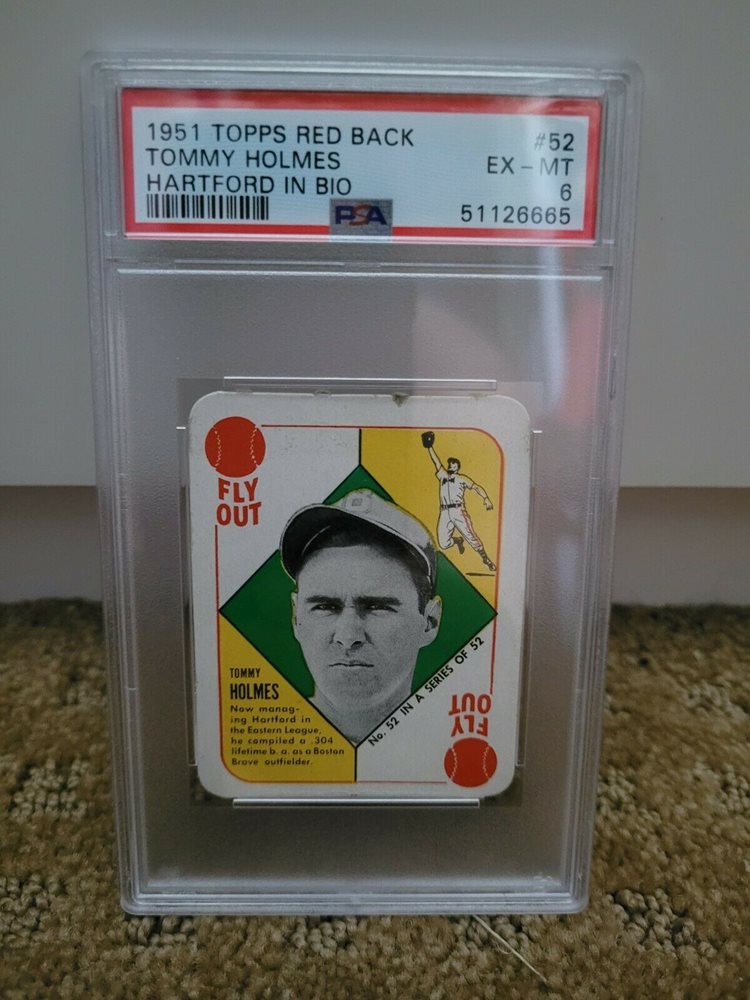 1951 TOPPS RED BACK #52
TOMMY HOLMES EX - MT
HARTFORD IN BIO 6
PSA 51126665
FLY
OUT
TOMMY
HOLMES
Now manag-
ing Hartford in
the Eastern League,
he compiled a .304
lifetime b. a. as a Boston
Brave outfielder.
No. 52 IN A SERIES OF 52
FLY
OUT